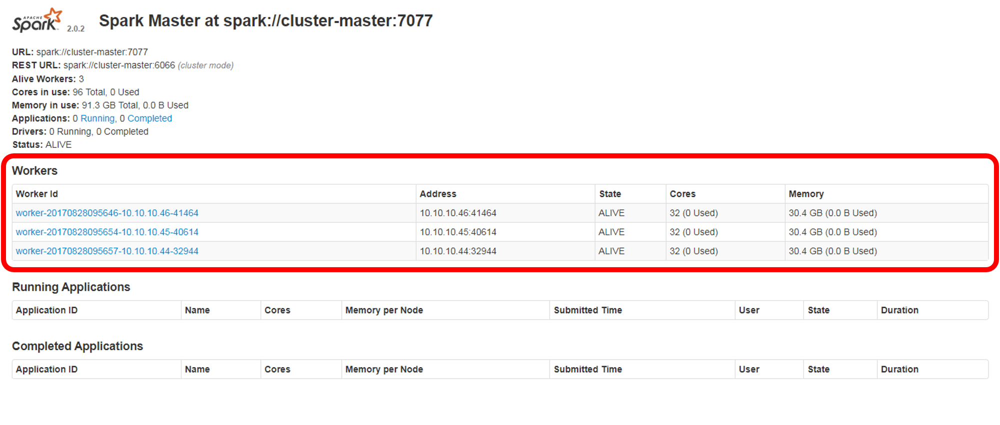 APACHE
Spark 2.0.2 Spark Master at spark://cluster-master:7077
URL: spark://cluster-master:7077
REST URL: spark://cluster-master:6066 (cluster mode)
Alive Workers: 3
Cores in use: 96 Total, 0 Used
Memory in use: 91.3 GB Total, 0.0 B Used
Applications: 0 Running, 0 Completed
Drivers: 0 Running, 0 Completed
Status: ALIVE
Workers
Worker Id Address State Cores Memory
worker-20170828095646-10.10.10.46-41464 10.10.10.46:41464 ALIVE 32 (0 Used) 30.4 GB (0.0 B Used)
worker-20170828095654-10.10.10.45-40614 10.10.10.45:40614 ALIVE 32 (0 Used) 30.4 GB (0.0 B Used)
worker-20170828095657-10.10.10.44-32944 10.10.10.44:32944 ALIVE 32 (0 Used) 30.4 GB (0.0 B Used)
Running Applications
Application ID Name Cores Memory per Node Submitted Time User State Duration
Completed Applications
Application ID Name Cores Memory per Node Submitted Time User State Duration